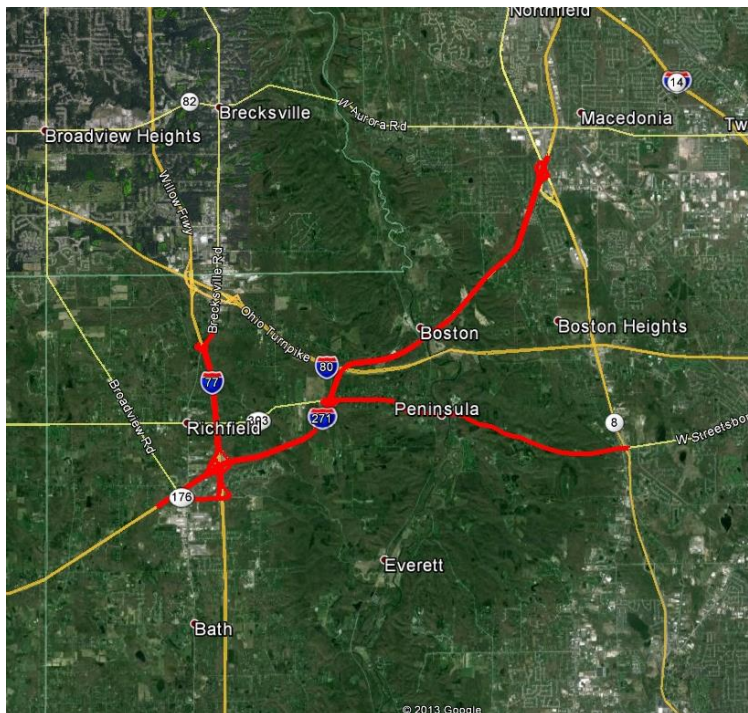 Northfield
14
82
Brecksville
W Aurora Rd
Macedonia
Tw
Broadview Heights
Willow Frwy
Brecksville Rd
Ohio Turnpike
Boston
Boston Heights
80
77
Broadview Rd
303
271
Peninsula
Richfield
8
W Streetsbo
176
Everett
Bath
© 2013 Google